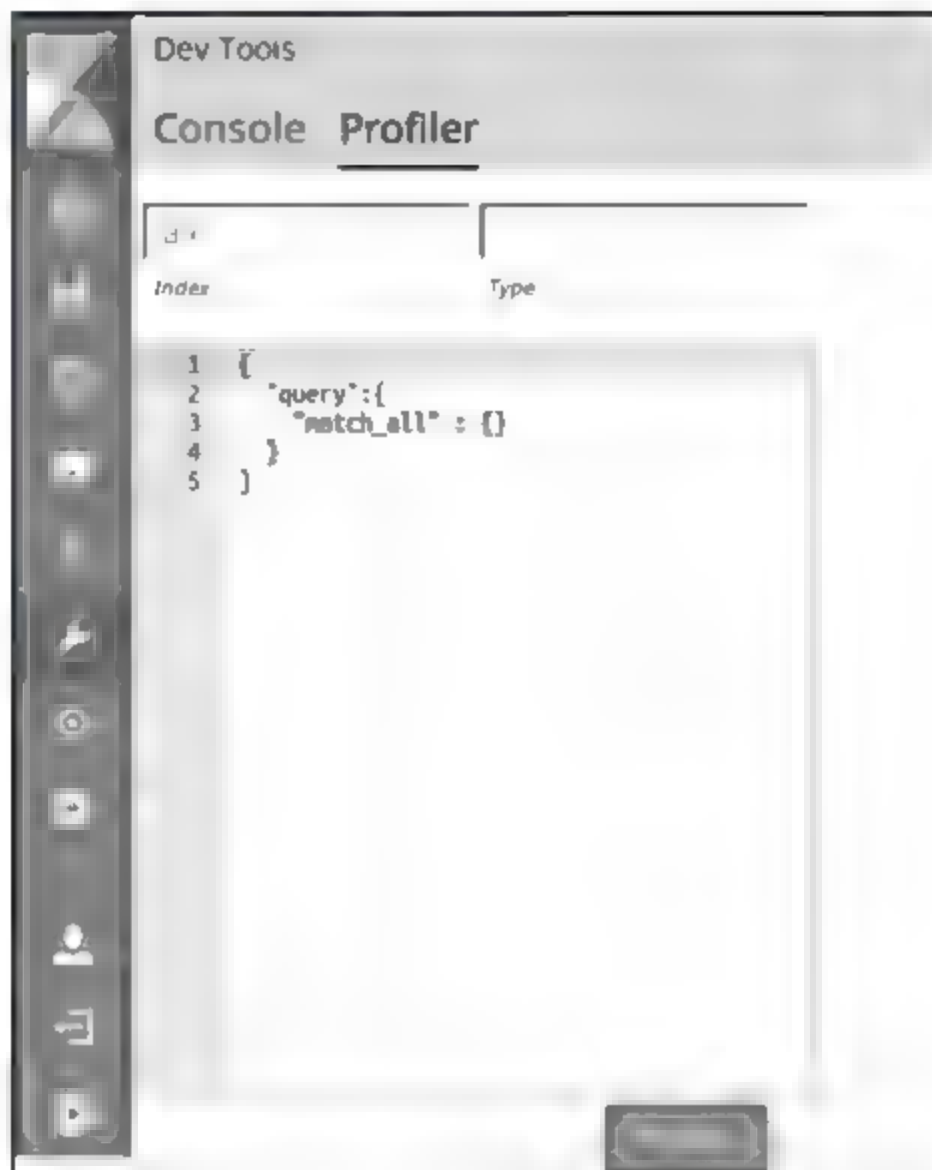 Dev Tools
Console Profiler
Index Type
1 {
2 "query":{
3 "match_all" : {}
4 }
5 }